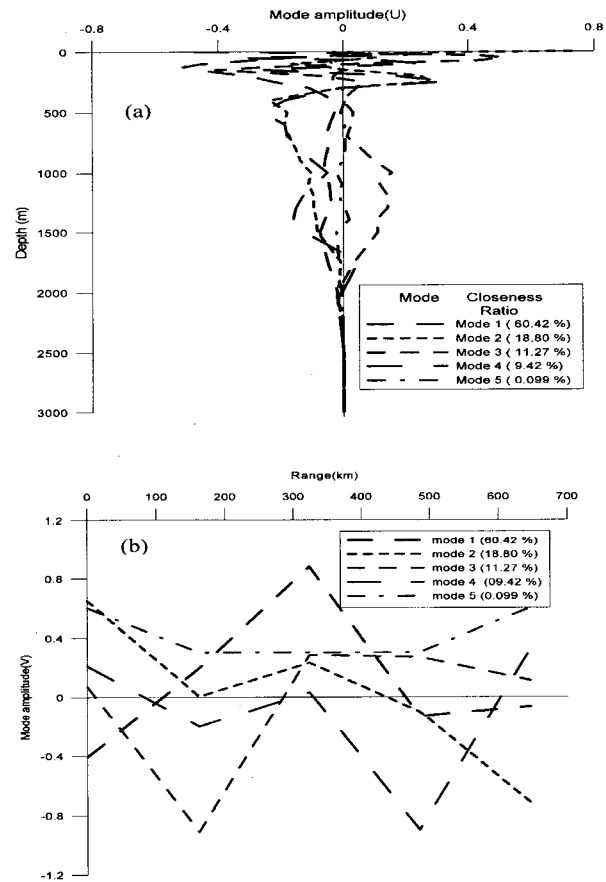 Mode amplitude(U)
-0.8 -0.4 0 0.4 0.8
0
500
1000
1500
2000
2500
3000
Depth (m)
(a)
Mode Closeness
Ratio
Mode 1 ( 60.42 %)
Mode 2 ( 18.80 %)
Mode 3 ( 11.27 %)
Mode 4 ( 9.42 %)
Mode 5 ( 0.099 %)
Range(km)
0 100 200 300 400 500 600 700
1.2
0.8
0.4
0
-0.4
-0.8
-1.2
Mode amplitude(V)
(b)
mode 1 (60.42 %)
mode 2 (18.80 %)
mode 3 (11.27 %)
mode 4 (09.42 %)
mode 5 (0.099 %)